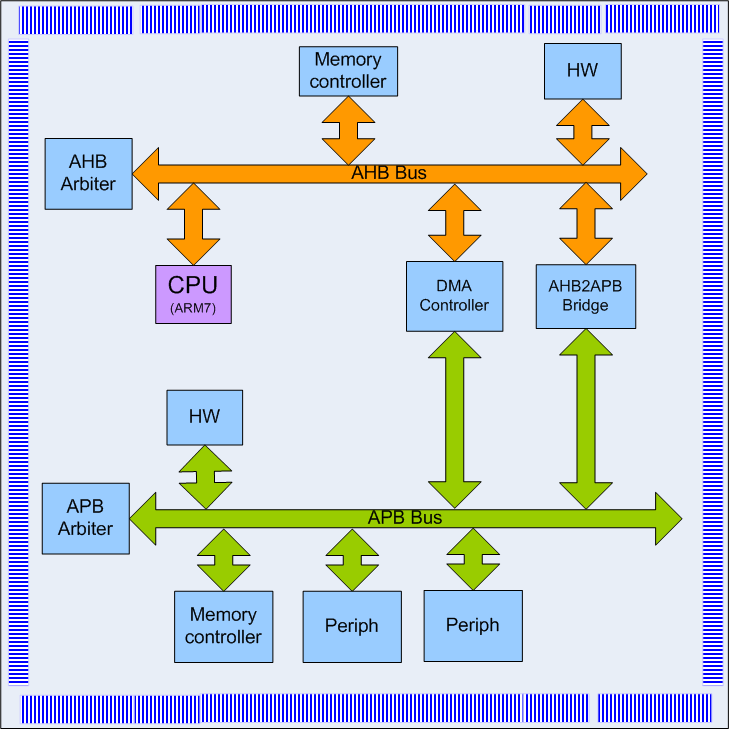 Memory
controller
HW
AHB
Arbiter
AHB Bus
CPU
(ARM7)
DMA
Controller
AHB2APB
Bridge
HW
APB
Arbiter
APB Bus
Memory
controller
Periph
Periph